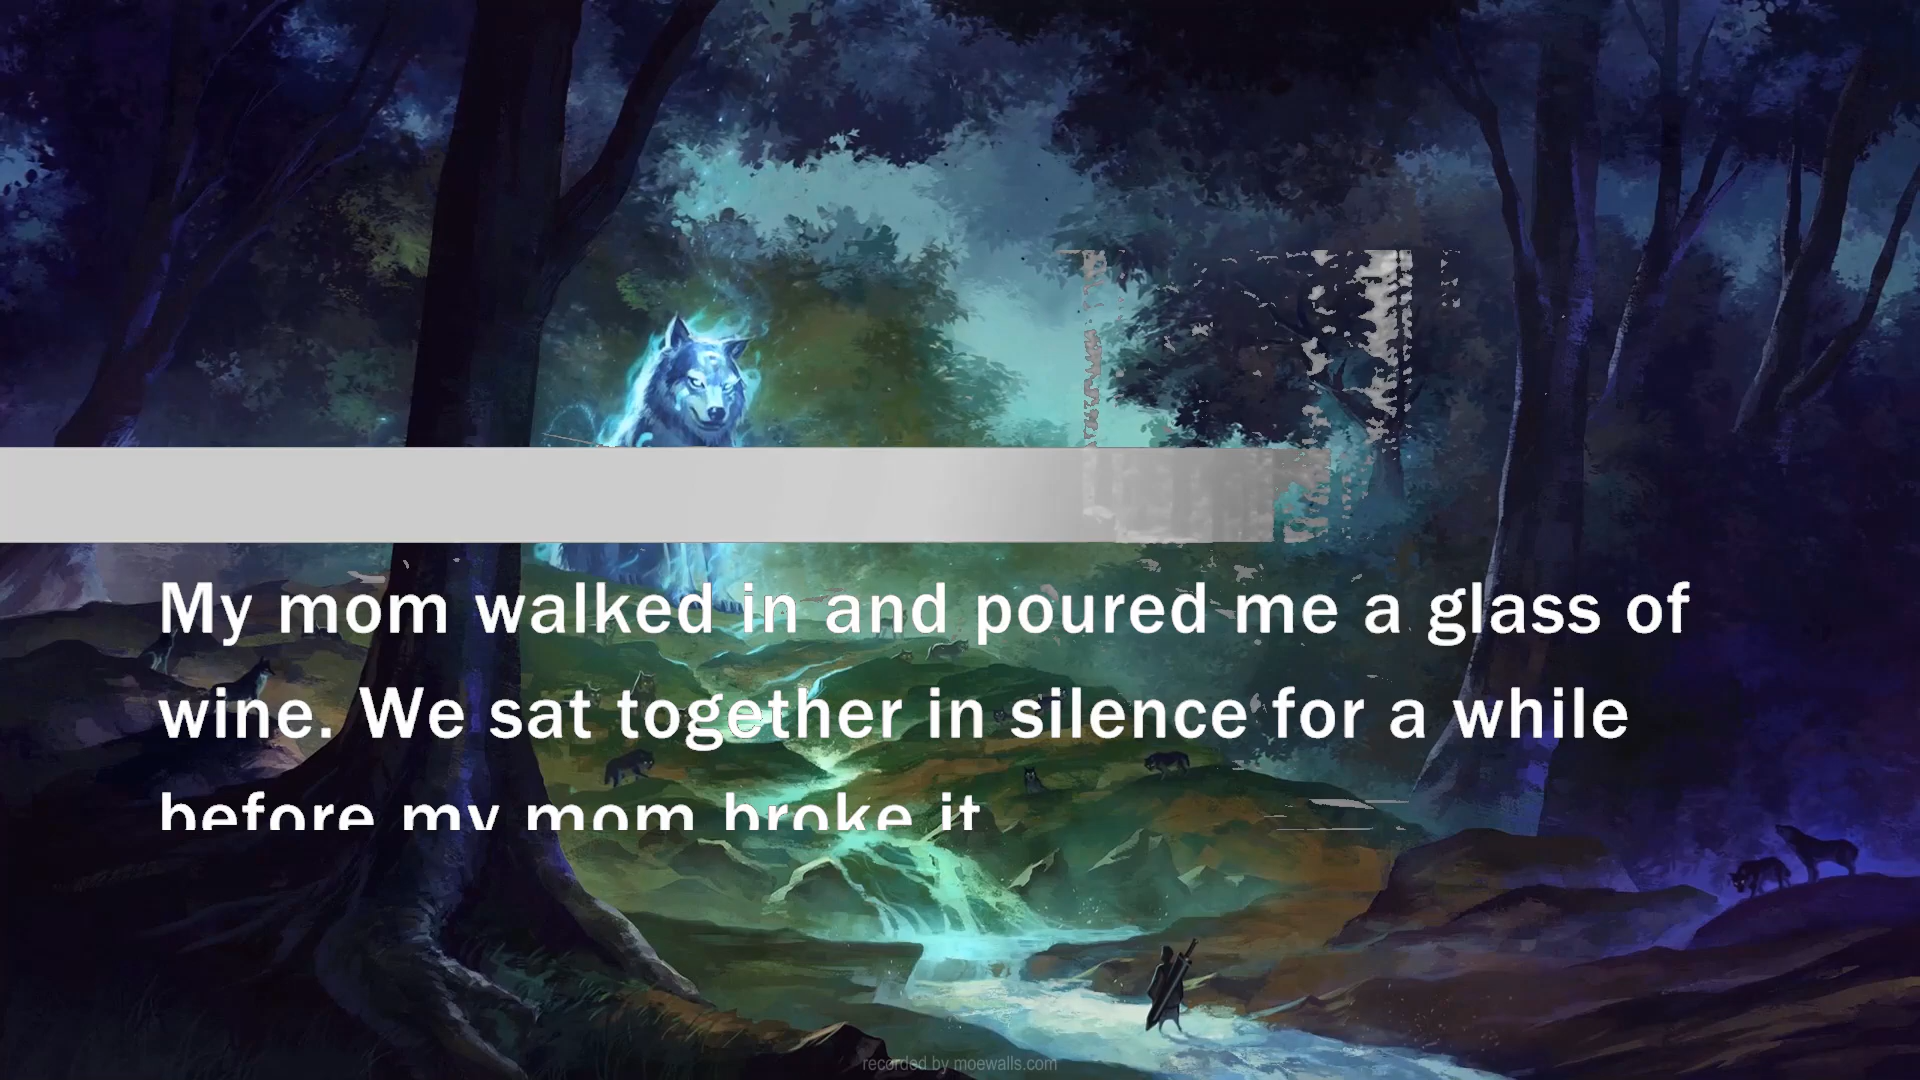 My mom walked in and poured me a glass of
wine. We sat together in silence for a while
before my mom broke it
recorded by moewalls.com